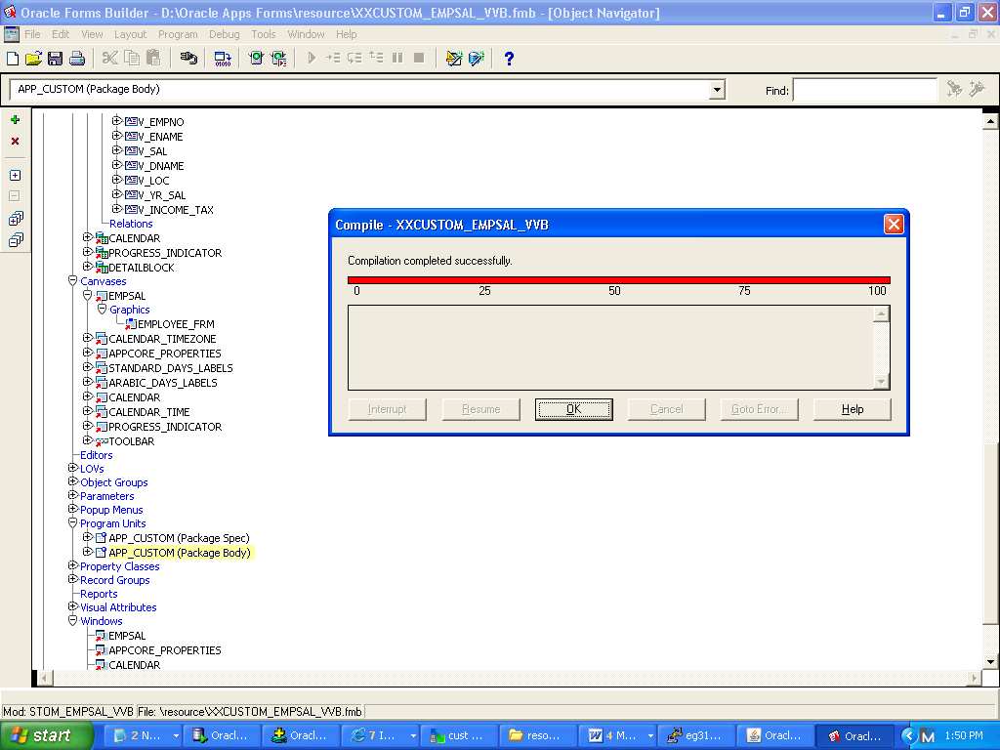 Oracle Forms Builder - D:\Oracle Apps Forms\resource\XXCUSTOM_EMPSAL_VVB.fmb - [Object Navigator]
File Edit View Layout Program Debug Tools Window Help
APP_CUSTOM (Package Body)
Find:
V_EMPNO
V_ENAME
V_SAL
V_DNAME
V_LOC
V_YR_SAL
V_INCOME_TAX
Relations
CALENDAR
PROGRESS_INDICATOR
DETAILBLOCK
Canvases
EMPSAL
Graphics
EMPLOYEE_FRM
CALENDAR_TIMEZONE
APPCORE_PROPERTIES
STANDARD_DAYS_LABELS
ARABIC_DAYS_LABELS
CALENDAR
CALENDAR_TIME
PROGRESS_INDICATOR
TOOLBAR
Editors
LOVs
Object Groups
Parameters
Popup Menus
Program Units
APP_CUSTOM (Package Spec)
APP_CUSTOM (Package Body)
Property Classes
Record Groups
Reports
Visual Attributes
Windows
EMPSAL
APPCORE_PROPERTIES
CALENDAR
Compile - XXCUSTOM_EMPSAL_VVB
Compilation completed successfully.
0 25 50 75 100
Interrupt Resume OK Cancel Goto Error... Help
Mod: STOM_EMPSAL_VVB File: \resource\XXCUSTOM_EMPSAL_VVB.fmb
start 2 N... Oracl... Oracl... 7 I... cust ... reso... 4 M... eg31... Oracl... Oracl... M 1:50 PM